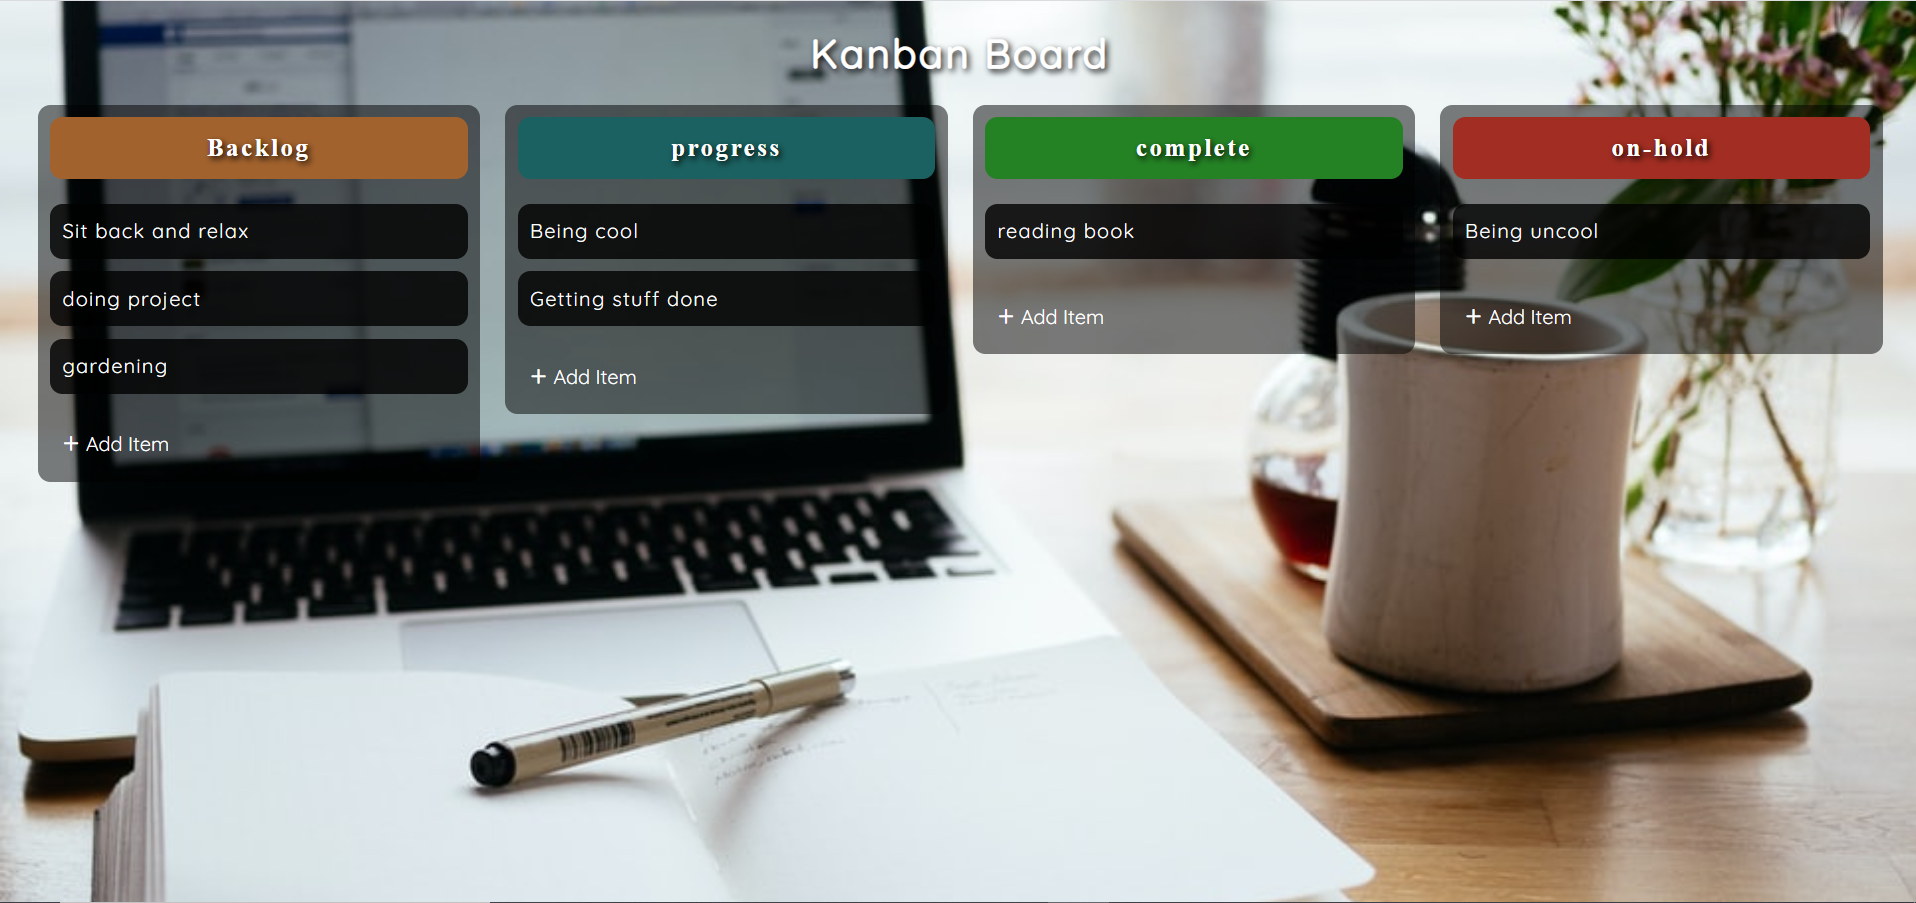 Kanban Board
Backlog
Sit back and relax
doing project
gardening
+ Add Item
progress
Being cool
Getting stuff done
+ Add Item
complete
reading book
+ Add Item
on-hold
Being uncool
+ Add Item